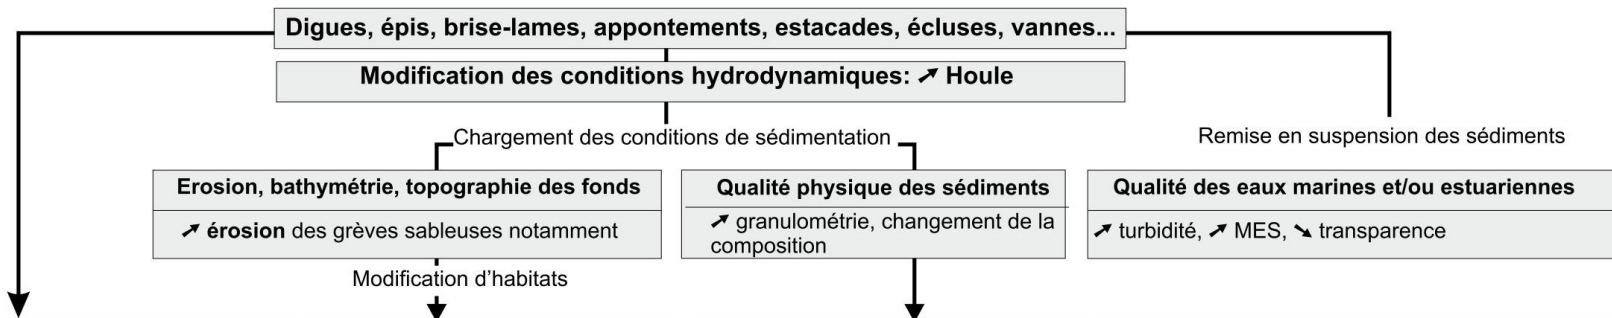 Digues, épis, brise-lames, appontements, estacades, écluses, vannes...
Modification des conditions hydrodynamiques: ➚ Houle
Chargement des conditions de sédimentation
Remise en suspension des sédiments
Erosion, bathymétrie, topographie des fonds
➚ érosion des grèves sableuses notamment
Qualité physique des sédiments
➚ granulométrie, changement de la
composition
Qualité des eaux marines et/ou estuariennes
➚ turbidité, ➚ MES, ➘ transparence
Modification d’habitats